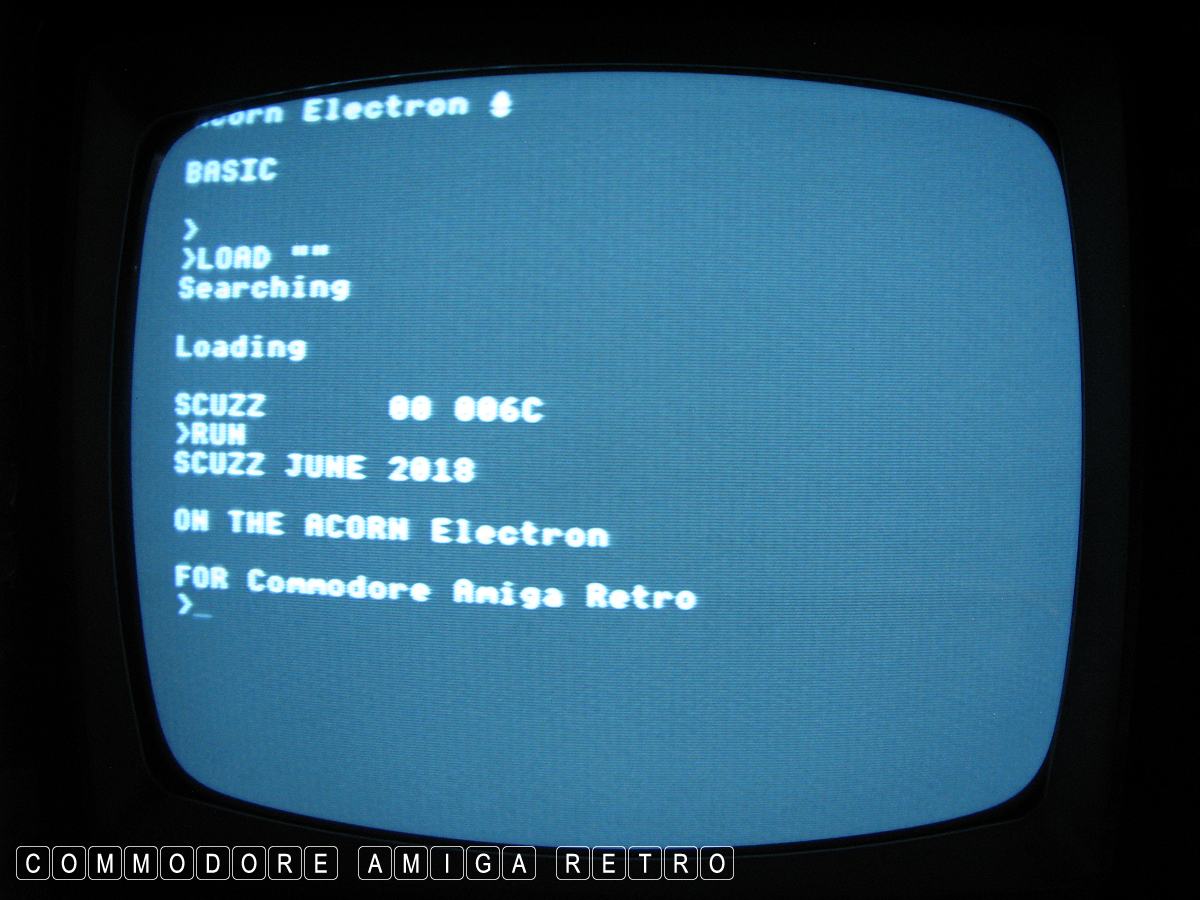 Acorn Electron
BASIC
>
>LOAD ""
Searching
Loading
SCUZZ 00 006C
>RUN
SCUZZ JUNE 2018
ON THE ACORN Electron
FOR Commodore Amiga Retro
>_
COMMODORE AMIGA RETRO